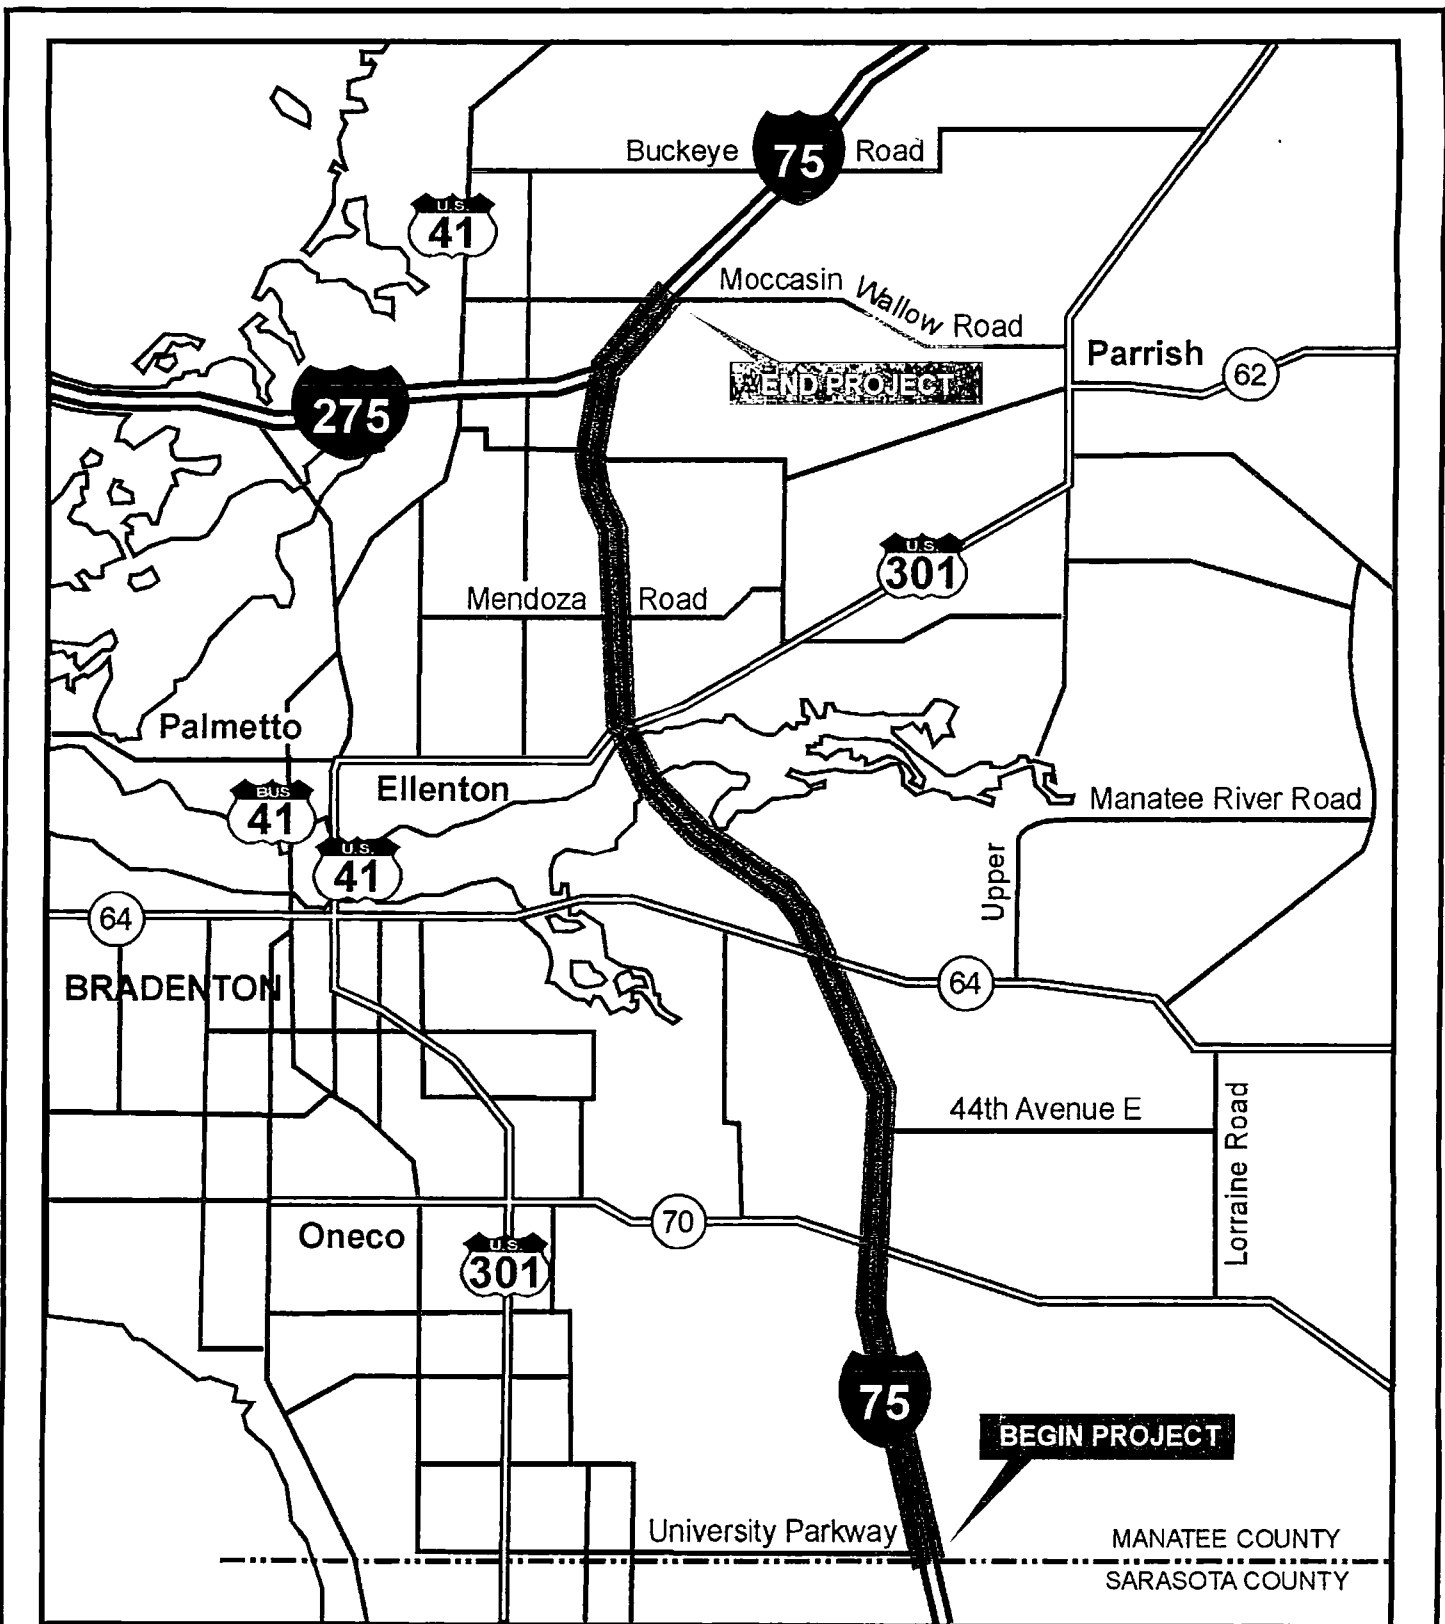 Buckeye
75
Road
U.S.
41
Moccasin Wallow Road
Parrish
62
END PROJECT
275
U.S.
301
Mendoza Road
Palmetto
Ellenton
BUS
41
U.S.
41
Manatee River Road
Upper
64
64
BRADENTON
44th Avenue E
Lorraine Road
70
Oneco
U.S.
301
75
BEGIN PROJECT
University Parkway
MANATEE COUNTY
SARASOTA COUNTY